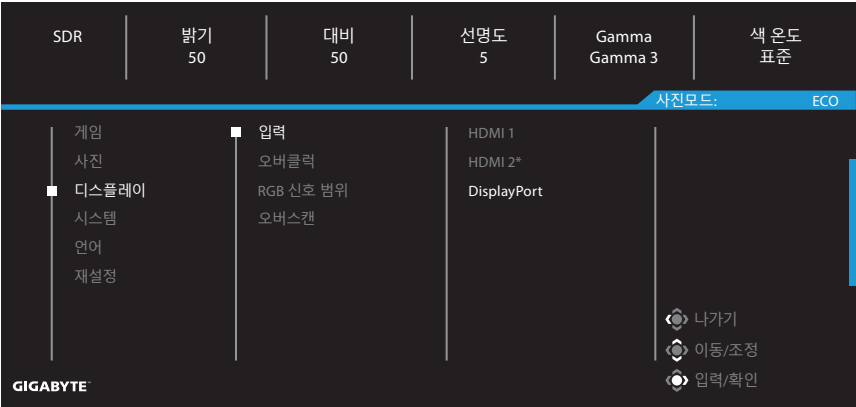 SDR
밝기
50
대비
50
선명도
5
Gamma
Gamma 3
색 온도
표준
사진모드: ECO
게임
사진
디스플레이
시스템
언어
재설정
입력
오버클럭
RGB 신호 범위
오버스캔
HDMI 1
HDMI 2*
DisplayPort
나가기
이동/조정
입력/확인
GIGABYTE™